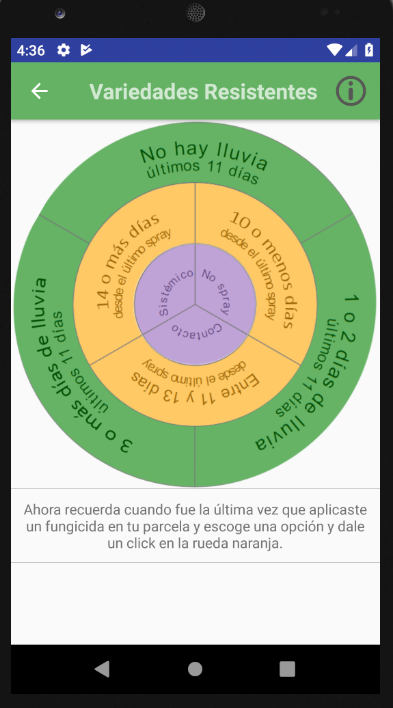 4:36
Variedades Resistentes
No hay lluvia
últimos 11 días
1 o 2 días de lluvia
últimos 11 días
3 o más días de lluvia
últimos 11 días
10 o menos días
desde el último spray
Entre 11 y 13 días
desde el último spray
14 o más días
desde el último spray
Sistémico
No spray
Contacto
Ahora recuerda cuando fue la última vez que aplicaste
un fungicida en tu parcela y escoge una opción y dale
un click en la rueda naranja.